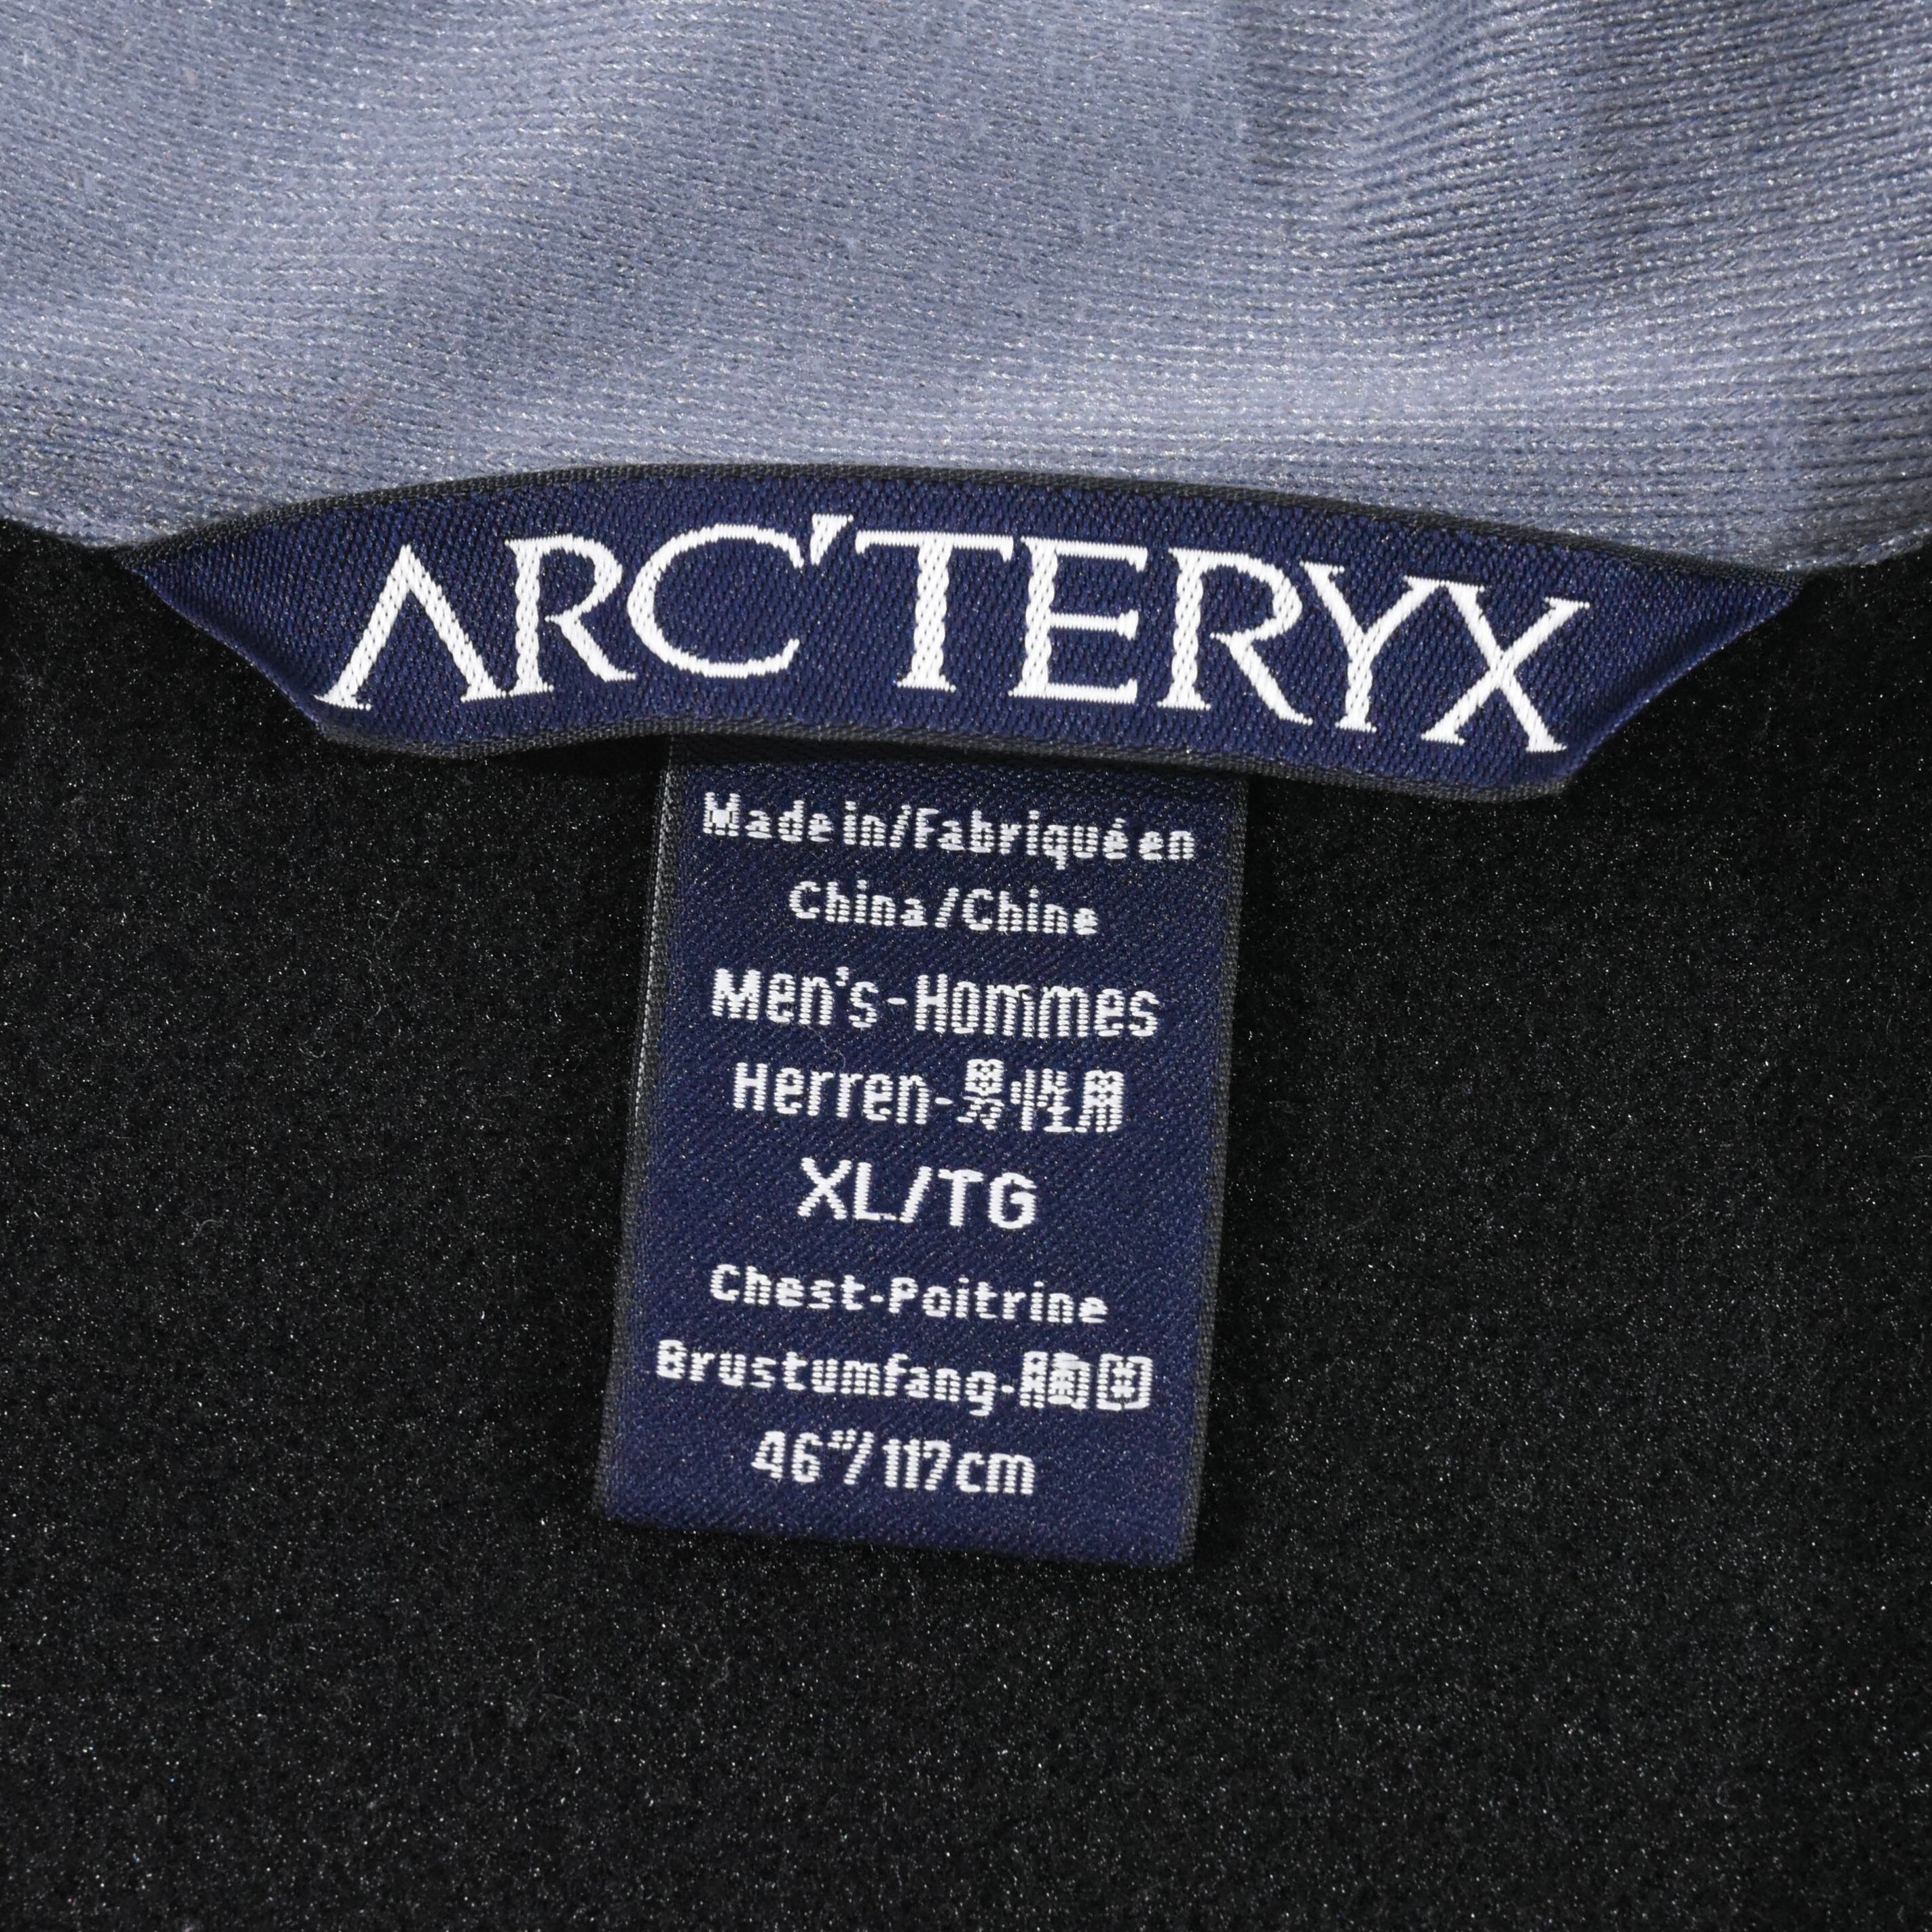 ARC'TERYX
Made in/Fabriqué en
China/Chine
Men's-Hommes
Herren-男性用
XL/TG
Chest-Poitrine
Brustumfang-胸囲
46"/117cm